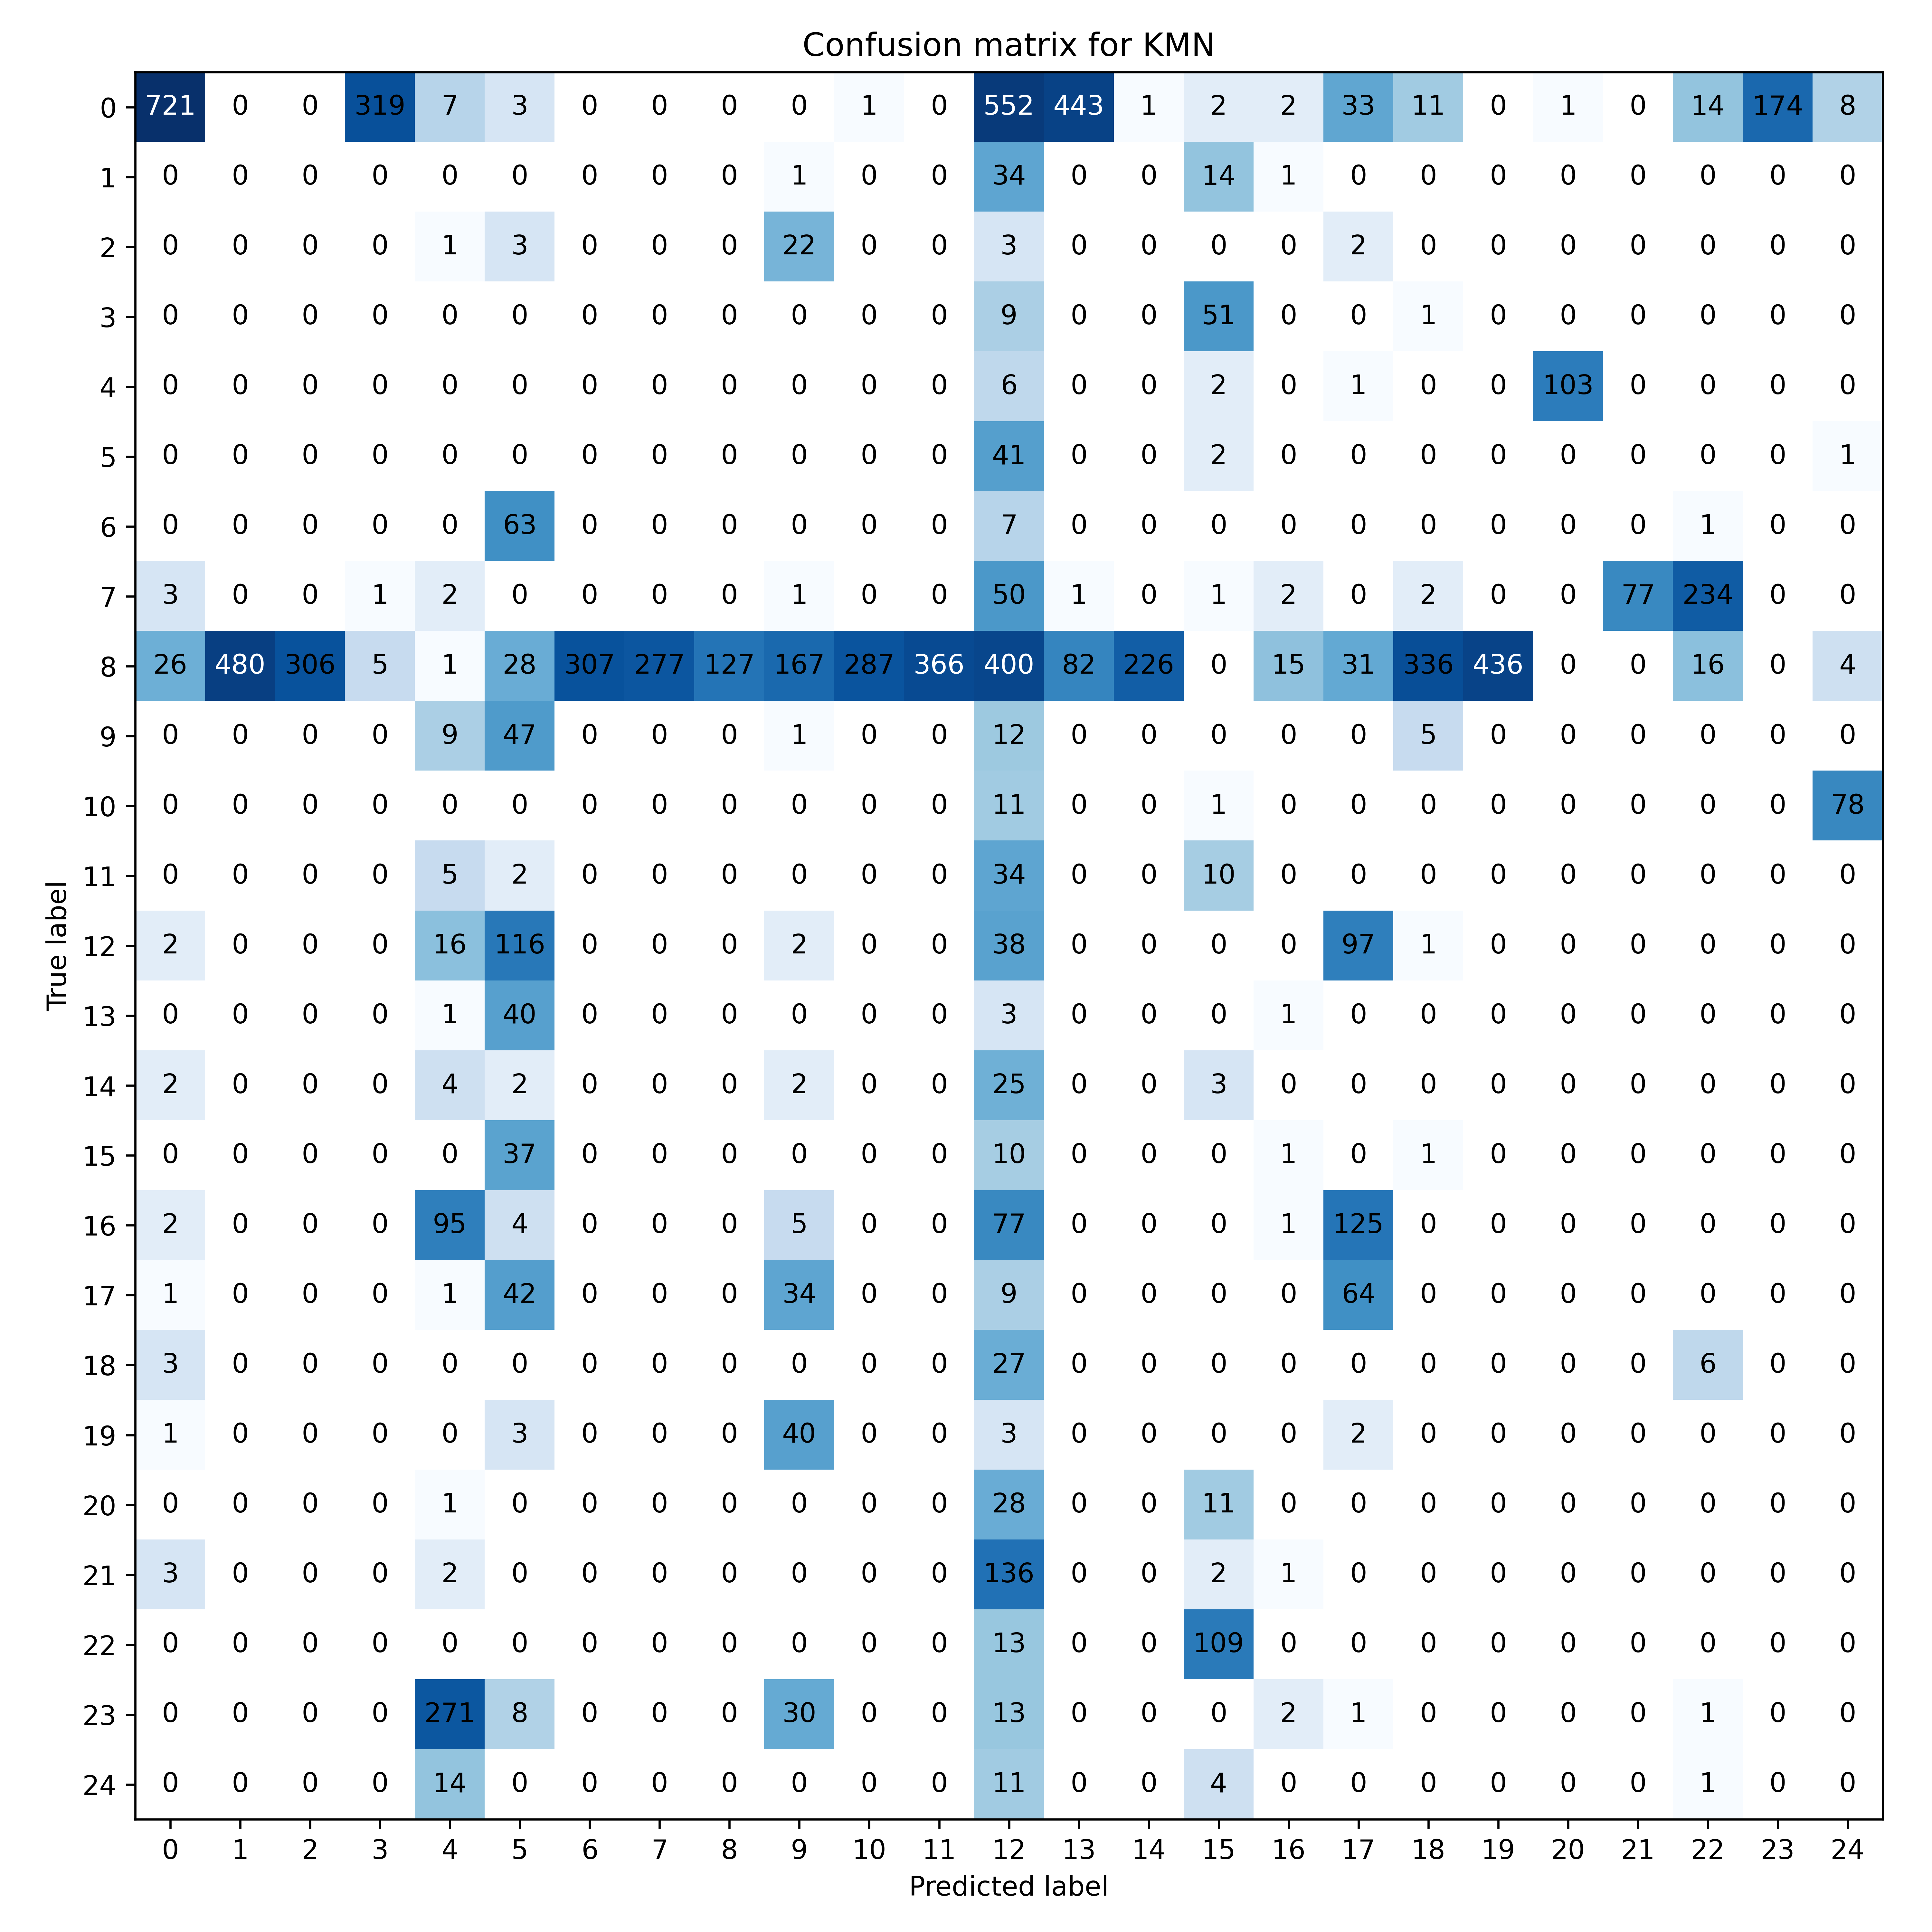 Confusion matrix for KMN
0 721 0 0 319 7 3 0 0 0 0 1 0 552 443 1 2 2 33 11 0 1 0 14 174 8
1 0 0 0 0 0 0 0 0 0 1 0 0 34 0 0 14 1 0 0 0 0 0 0 0 0
2 0 0 0 0 1 3 0 0 0 22 0 0 3 0 0 0 0 2 0 0 0 0 0 0 0
3 0 0 0 0 0 0 0 0 0 0 0 0 9 0 0 51 0 0 1 0 0 0 0 0 0
4 0 0 0 0 0 0 0 0 0 0 0 0 6 0 0 2 0 1 0 0 103 0 0 0 0
5 0 0 0 0 0 0 0 0 0 0 0 0 41 0 0 2 0 0 0 0 0 0 0 0 1
6 0 0 0 0 0 63 0 0 0 0 0 0 7 0 0 0 0 0 0 0 0 0 1 0 0
7 3 0 0 1 2 0 0 0 0 1 0 0 50 1 0 1 2 0 2 0 0 77 234 0 0
8 26 480 306 5 1 28 307 277 127 167 287 366 400 82 226 0 15 31 336 436 0 0 16 0 4
9 0 0 0 0 9 47 0 0 0 1 0 0 12 0 0 0 0 0 5 0 0 0 0 0 0
10 0 0 0 0 0 0 0 0 0 0 0 0 11 0 0 1 0 0 0 0 0 0 0 0 78
11 0 0 0 0 5 2 0 0 0 0 0 0 34 0 0 10 0 0 0 0 0 0 0 0 0
12 2 0 0 0 16 116 0 0 0 2 0 0 38 0 0 0 0 97 1 0 0 0 0 0 0
13 0 0 0 0 1 40 0 0 0 0 0 0 3 0 0 0 1 0 0 0 0 0 0 0 0
14 2 0 0 0 4 2 0 0 0 2 0 0 25 0 0 3 0 0 0 0 0 0 0 0 0
15 0 0 0 0 0 37 0 0 0 0 0 0 10 0 0 0 1 0 1 0 0 0 0 0 0
16 2 0 0 0 95 4 0 0 0 5 0 0 77 0 0 0 1 125 0 0 0 0 0 0 0
17 1 0 0 0 1 42 0 0 0 34 0 0 9 0 0 0 0 64 0 0 0 0 0 0 0
18 3 0 0 0 0 0 0 0 0 0 0 0 27 0 0 0 0 0 0 0 0 0 6 0 0
19 1 0 0 0 0 3 0 0 0 40 0 0 3 0 0 0 0 2 0 0 0 0 0 0 0
20 0 0 0 0 1 0 0 0 0 0 0 0 28 0 0 11 0 0 0 0 0 0 0 0 0
21 3 0 0 0 2 0 0 0 0 0 0 0 136 0 0 2 1 0 0 0 0 0 0 0 0
22 0 0 0 0 0 0 0 0 0 0 0 0 13 0 0 109 0 0 0 0 0 0 0 0 0
23 0 0 0 0 271 8 0 0 0 30 0 0 13 0 0 0 2 1 0 0 0 0 1 0 0
24 0 0 0 0 14 0 0 0 0 0 0 0 11 0 0 4 0 0 0 0 0 0 1 0 0
0 1 2 3 4 5 6 7 8 9 10 11 12 13 14 15 16 17 18 19 20 21 22 23 24
Predicted label
True label